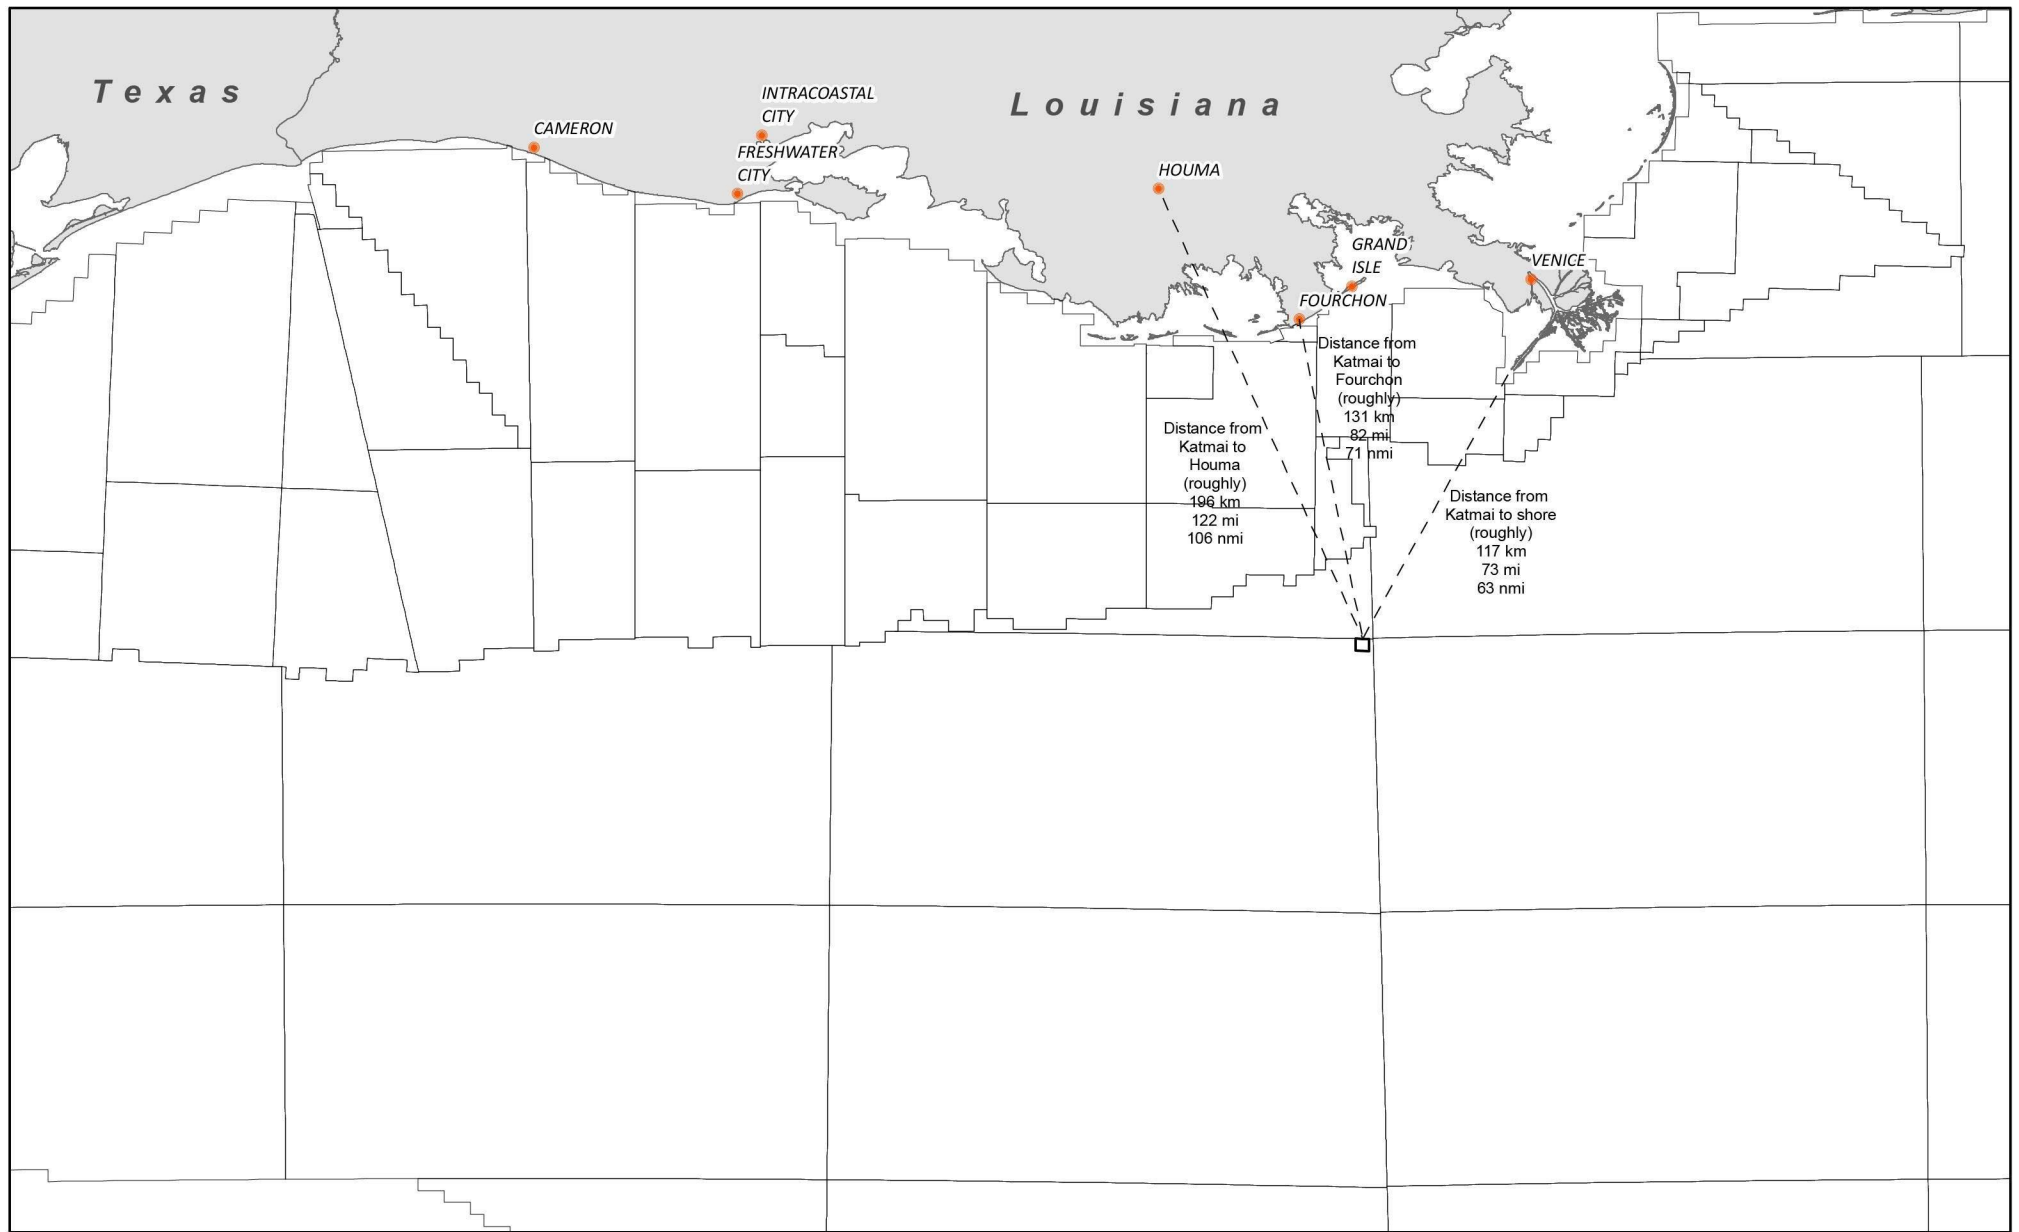 Texas
Louisiana
INTRACOASTAL
CITY
CAMERON
FRESHWATER
CITY
HOUMA
GRAND
ISLE
VENICE
FOURCHON
Distance from
Katmai to
Fourchon
(roughly)
131 km
82 mi
71 nmi
Distance from
Katmai to
Houma
(roughly)
196 km
122 mi
106 nmi
Distance from
Katmai to shore
(roughly)
117 km
73 mi
63 nmi